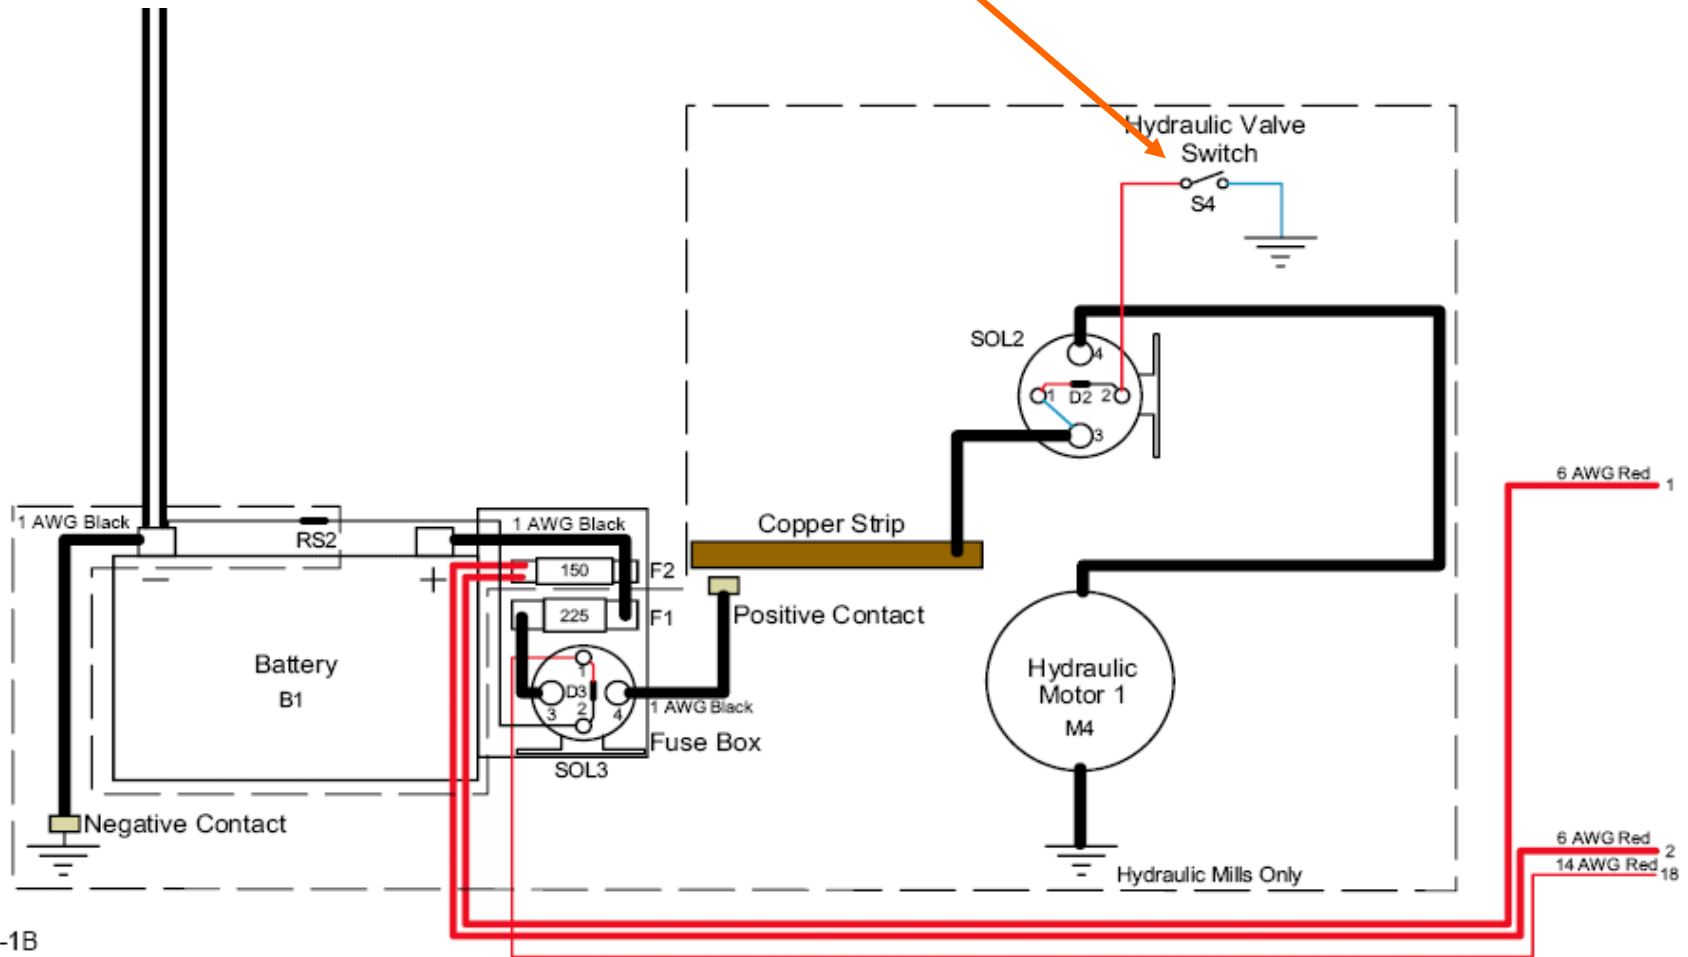 Hydraulic Valve
Switch
S4
SOL2
4
1
D2
2
3
6 AWG Red
1
1 AWG Black
RS2
1 AWG Black
Copper Strip
150
F2
Positive Contact
225
F1
Battery
B1
1
D3
2
3
4
1 AWG Black
Fuse Box
SOL3
Hydraulic
Motor 1
M4
Negative Contact
6 AWG Red
2
14 AWG Red
18
Hydraulic Mills Only
-1B